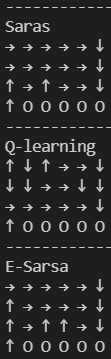 --------------
Saras
→ → → → → ↓
→ → → → → ↓
↑ → ↑ → → →
↑ O O O O O
--------------
Q-learning
↑ ↓ ↑ → → ↓
↓ ↓ → → ↓ ↓
→ → → → → ↓
↑ O O O O O
--------------
E-Sarsa
→ → → → → ↓
↑ → → → → ↓
↑ → ↑ ↑ → ↓
↑ O O O O O